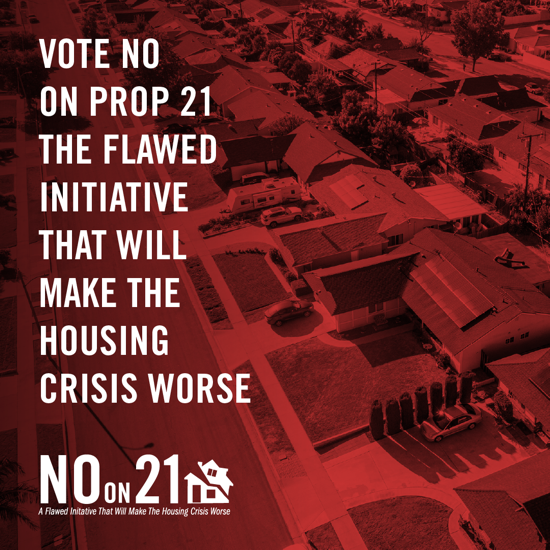 VOTE NO
ON PROP 21
THE FLAWED
INITIATIVE
THAT WILL
MAKE THE
HOUSING
CRISIS WORSE
NO ON 21
A Flawed Initative That Will Make The Housing Crisis Worse